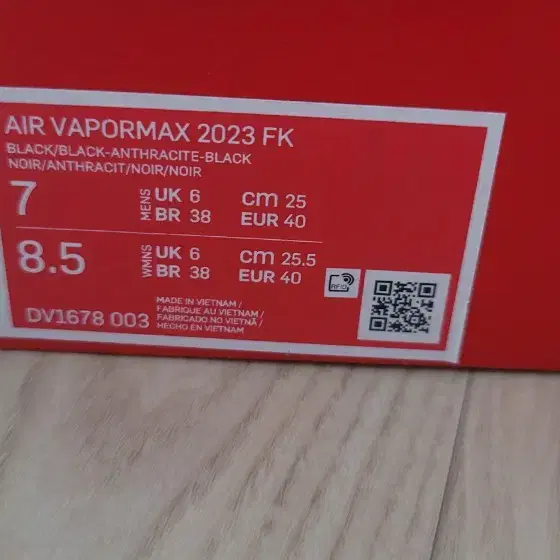 AIR VAPORMAX 2023 FK
BLACK/BLACK-ANTHRACITE-BLACK
NOIR/ANTHRACIT/NOIR/NOIR
7 MENS UK 6 cm 25
BR 38 EUR 40
8.5 WMNS UK 6 cm 25.5
BR 38 EUR 40
RFID
DV1678 003
MADE IN VIETNAM /
FABRIQUE AU VIETNAM /
FABRICADO NO VIETNÃ /
HECHO EN VIETNAM